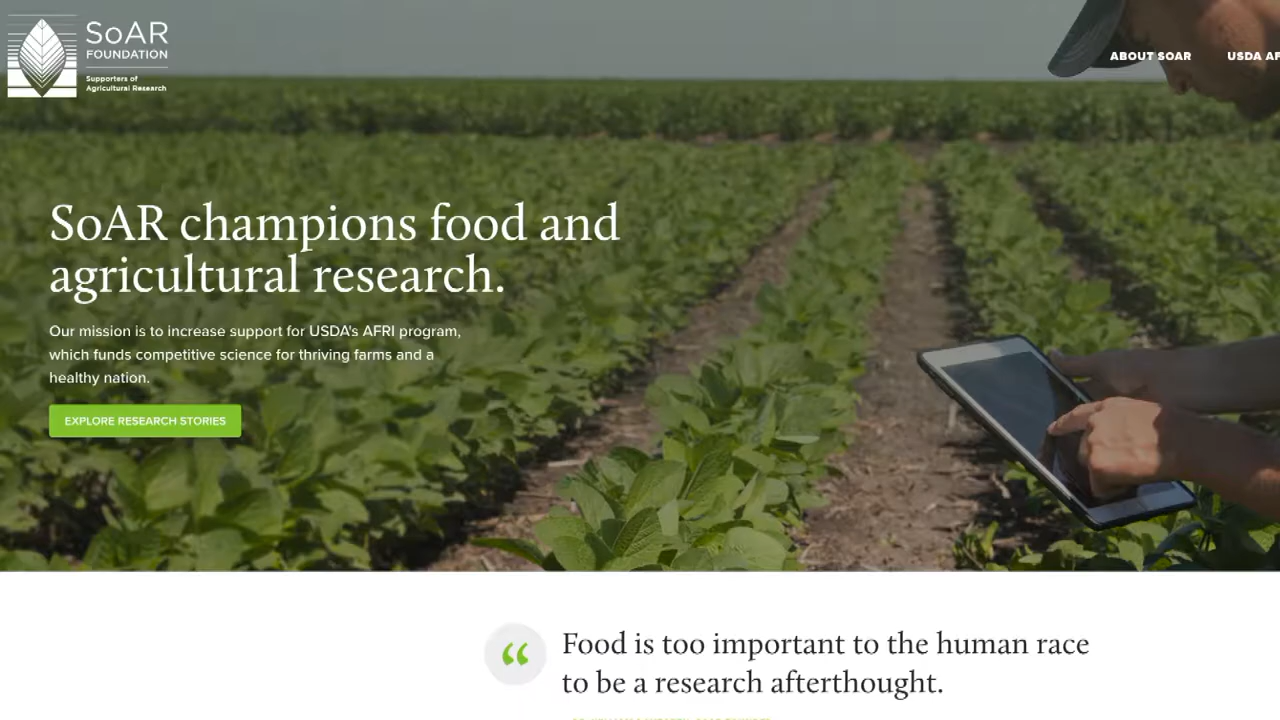 SoAR
FOUNDATION
Supporters of
Agricultural Research
ABOUT SOAR
USDA AF
SoAR champions food and
agricultural research.
Our mission is to increase support for USDA's AFRI program,
which funds competitive science for thriving farms and a
healthy nation.
EXPLORE RESEARCH STORIES
“
Food is too important to the human race
to be a research afterthought.